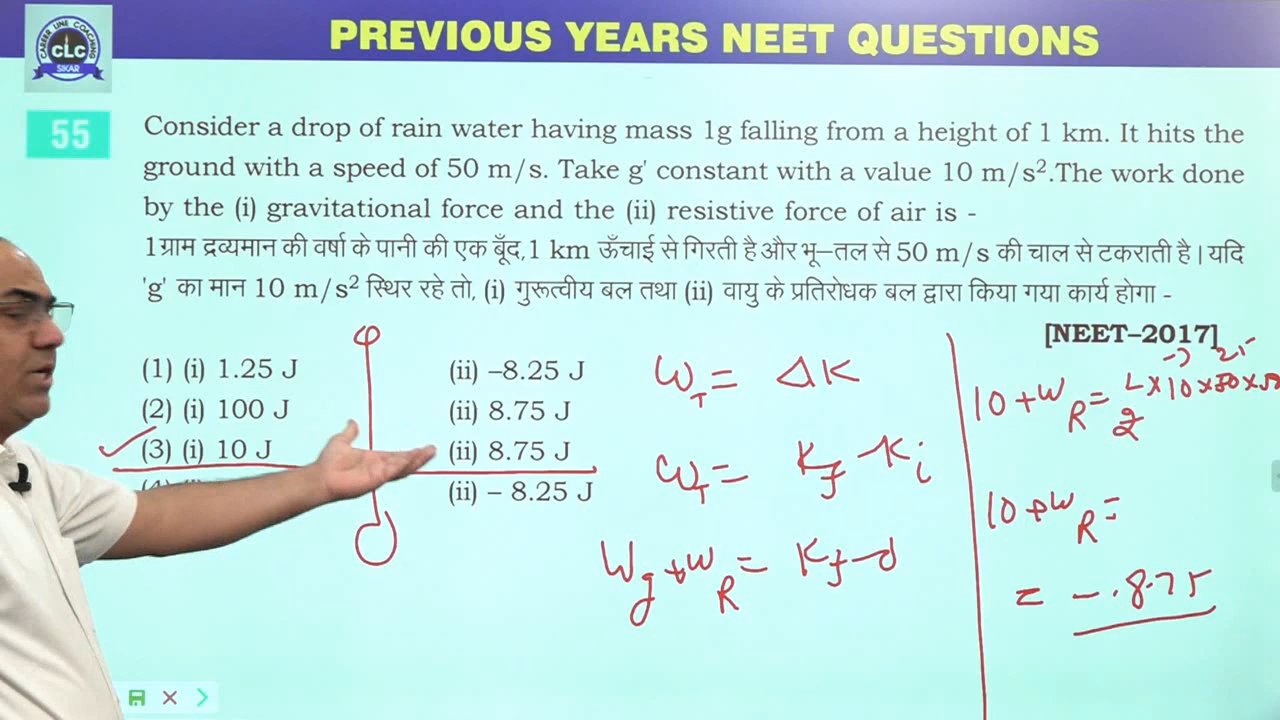 CAREER LINE COACHING
CLC
SIKAR
PREVIOUS YEARS NEET QUESTIONS
55
Consider a drop of rain water having mass 1g falling from a height of 1 km. It hits the
ground with a speed of 50 m/s. Take g' constant with a value 10 m/s².The work done
by the (i) gravitational force and the (ii) resistive force of air is -
1ग्राम द्रव्यमान की वर्षा के पानी की एक बूँद,1 km ऊँचाई से गिरती है और भू–तल से 50 m/s की चाल से टकराती है। यदि
'g' का मान 10 m/s² स्थिर रहे तो, (i) गुरूत्वीय बल तथा (ii) वायु के प्रतिरोधक बल द्वारा किया गया कार्य होगा -
[NEET–2017]
(1) (i) 1.25 J (ii) –8.25 J
(2) (i) 100 J (ii) 8.75 J
(3) (i) 10 J (ii) 8.75 J
(ii) – 8.25 J
W_T = ΔK
W_T = K_f - K_i
W_g + W_R = K_f - 0
10 + W_R =
10 + W_R =
= -8.75